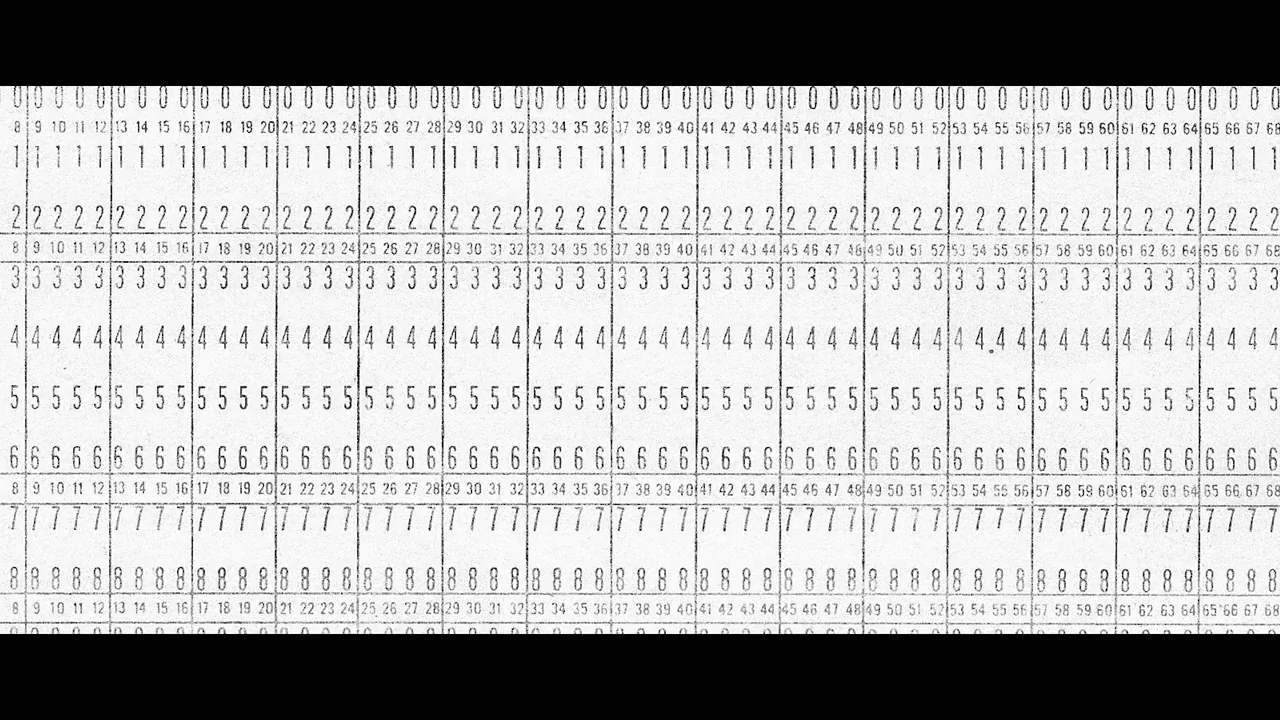 0 0 0 0 0 0 0 0 0 0 0 0 0 0 0 0 0 0 0 0 0 0 0 0 0 0 0 0 0 0 0 0 0 0 0 0 0 0 0 0 0 0 0 0 0 0 0 0 0 0 0 0 0 0 0 0 0 0 0 0 0
8 9 10 11 12 13 14 15 16 17 18 19 20 21 22 23 24 25 26 27 28 29 30 31 32 33 34 35 36 37 38 39 40 41 42 43 44 45 46 47 48 49 50 51 52 53 54 55 56 57 58 59 60 61 62 63 64 65 66 67 68
1 1 1 1 1 1 1 1 1 1 1 1 1 1 1 1 1 1 1 1 1 1 1 1 1 1 1 1 1 1 1 1 1 1 1 1 1 1 1 1 1 1 1 1 1 1 1 1 1 1 1 1 1 1 1 1 1 1 1 1 1
2 2 2 2 2 2 2 2 2 2 2 2 2 2 2 2 2 2 2 2 2 2 2 2 2 2 2 2 2 2 2 2 2 2 2 2 2 2 2 2 2 2 2 2 2 2 2 2 2 2 2 2 2 2 2 2 2 2 2 2 2
8 9 10 11 12 13 14 15 16 17 18 19 20 21 22 23 24 25 26 27 28 29 30 31 32 33 34 35 36 37 38 39 40 41 42 43 44 45 46 47 48 49 50 51 52 53 54 55 56 57 58 59 60 61 62 63 64 65 66 67 68
3 3 3 3 3 3 3 3 3 3 3 3 3 3 3 3 3 3 3 3 3 3 3 3 3 3 3 3 3 3 3 3 3 3 3 3 3 3 3 3 3 3 3 3 3 3 3 3 3 3 3 3 3 3 3 3 3 3 3 3 3
4 4 4 4 4 4 4 4 4 4 4 4 4 4 4 4 4 4 4 4 4 4 4 4 4 4 4 4 4 4 4 4 4 4 4 4 4 4 4 4 4 4 4 4 4 4 4 4 4 4 4 4 4 4 4 4 4 4 4 4 4
5 5 5 5 5 5 5 5 5 5 5 5 5 5 5 5 5 5 5 5 5 5 5 5 5 5 5 5 5 5 5 5 5 5 5 5 5 5 5 5 5 5 5 5 5 5 5 5 5 5 5 5 5 5 5 5 5 5 5 5 5
6 6 6 6 6 6 6 6 6 6 6 6 6 6 6 6 6 6 6 6 6 6 6 6 6 6 6 6 6 6 6 6 6 6 6 6 6 6 6 6 6 6 6 6 6 6 6 6 6 6 6 6 6 6 6 6 6 6 6 6 6
8 9 10 11 12 13 14 15 16 17 18 19 20 21 22 23 24 25 26 27 28 29 30 31 32 33 34 35 36 37 38 39 40 41 42 43 44 45 46 47 48 49 50 51 52 53 54 55 56 57 58 59 60 61 62 63 64 65 66 67 68
7 7 7 7 7 7 7 7 7 7 7 7 7 7 7 7 7 7 7 7 7 7 7 7 7 7 7 7 7 7 7 7 7 7 7 7 7 7 7 7 7 7 7 7 7 7 7 7 7 7 7 7 7 7 7 7 7 7 7 7 7
8 8 8 8 8 8 8 8 8 8 8 8 8 8 8 8 8 8 8 8 8 8 8 8 8 8 8 8 8 8 8 8 8 8 8 8 8 8 8 8 8 8 8 8 8 8 8 8 8 8 8 8 8 8 8 8 8 8 8 8 8
8 9 10 11 12 13 14 15 16 17 18 19 20 21 22 23 24 25 26 27 28 29 30 31 32 33 34 35 36 37 38 39 40 41 42 43 44 45 46 47 48 49 50 51 52 53 54 55 56 57 58 59 60 61 62 63 64 65 66 67 68